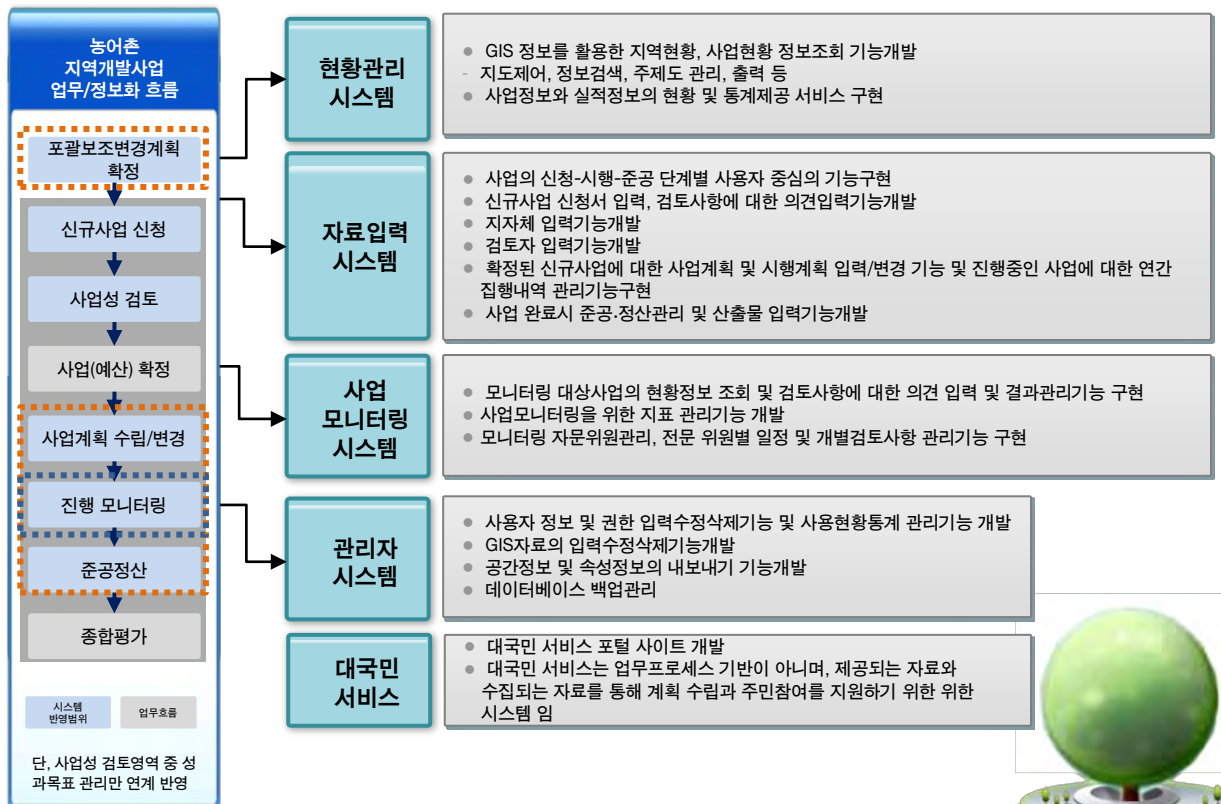 농어촌
지역개발사업
업무/정보화 흐름
포괄보조변경계획
확정
신규사업 신청
사업성 검토
사업(예산) 확정
사업계획 수립/변경
진행 모니터링
준공정산
종합평가
시스템
반영범위
업무흐름
단, 사업성 검토영역 중 성
과목표 관리만 연계 반영
현황관리
시스템
● GIS 정보를 활용한 지역현황, 사업현황 정보조회 기능개발
- 지도제어, 정보검색, 주제도 관리, 출력 등
● 사업정보와 실적정보의 현황 및 통계제공 서비스 구현
자료입력
시스템
● 사업의 신청-시행-준공 단계별 사용자 중심의 기능구현
● 신규사업 신청서 입력, 검토사항에 대한 의견입력기능개발
● 지자체 입력기능개발
● 검토자 입력기능개발
● 확정된 신규사업에 대한 사업계획 및 시행계획 입력/변경 기능 및 진행중인 사업에 대한 연간
집행내역 관리기능구현
● 사업 완료시 준공.정산관리 및 산출물 입력기능개발
사업
모니터링
시스템
● 모니터링 대상사업의 현황정보 조회 및 검토사항에 대한 의견 입력 및 결과관리기능 구현
● 사업모니터링을 위한 지표 관리기능 개발
● 모니터링 자문위원관리, 전문 위원별 일정 및 개별검토사항 관리기능 구현
관리자
시스템
● 사용자 정보 및 권한 입력수정삭제기능 및 사용현황통계 관리기능 개발
● GIS자료의 입력수정삭제기능개발
● 공간정보 및 속성정보의 내보내기 기능개발
● 데이터베이스 백업관리
대국민
서비스
● 대국민 서비스 포털 사이트 개발
● 대국민 서비스는 업무프로세스 기반이 아니며, 제공되는 자료와
수집되는 자료를 통해 계획 수립과 주민참여를 지원하기 위한 위한
시스템 임